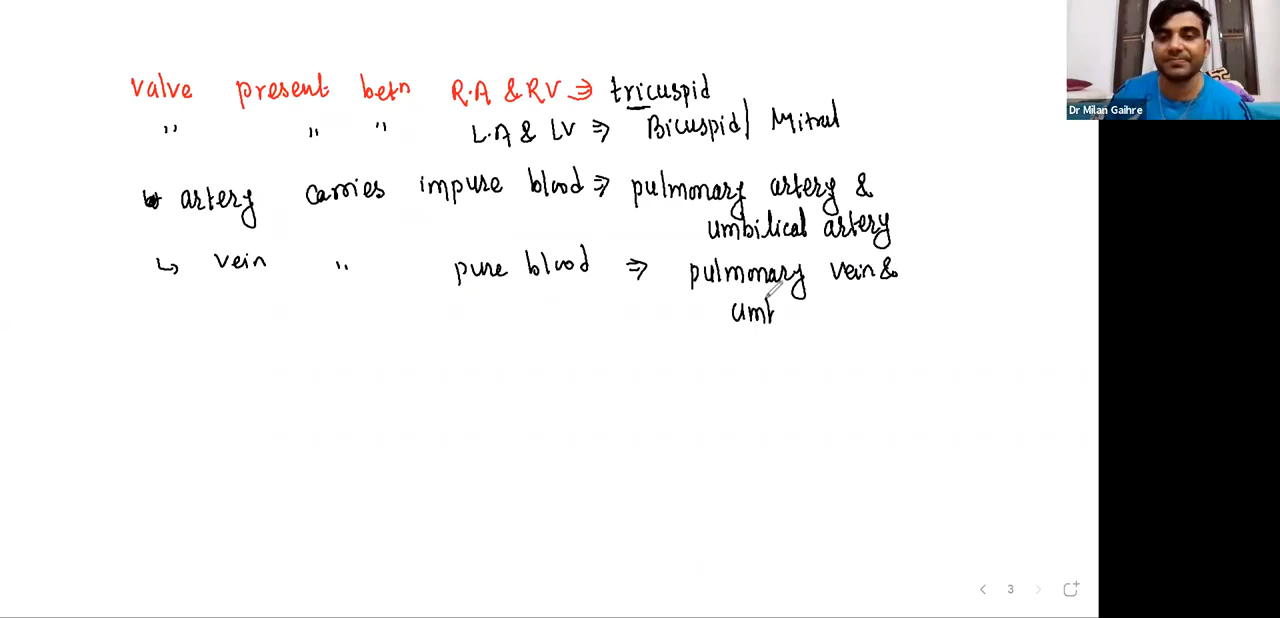 valve present betn R.A & RV ⇒ tricuspid
" " " L.A & LV ⇒ Bicuspid/ Mitral
↳ artery carries impure blood ⇒ pulmonary artery &
umbilical artery
↳ vein " pure blood ⇒ pulmonary vein &
umb
Dr Milan Gaihre
< 3 >